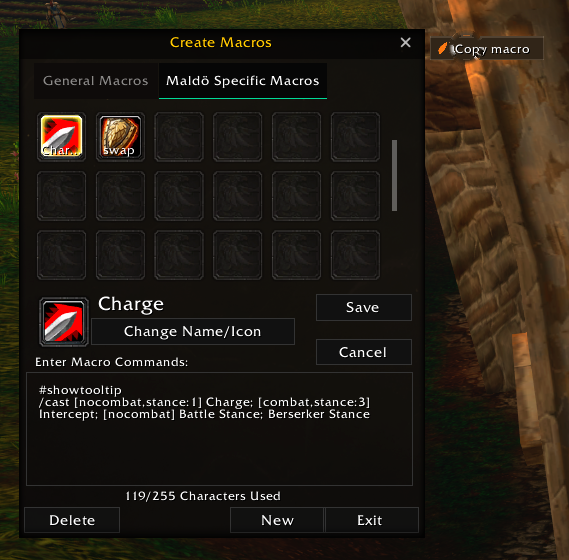 Create Macros
Copy macro
General Macros
Maldö Specific Macros
Char...
swap
Charge
Save
Change Name/Icon
Cancel
Enter Macro Commands:
#showtooltip
/cast [nocombat,stance:1] Charge; [combat,stance:3]
Intercept; [nocombat] Battle Stance; Berserker Stance
119/255 Characters Used
Delete
New
Exit